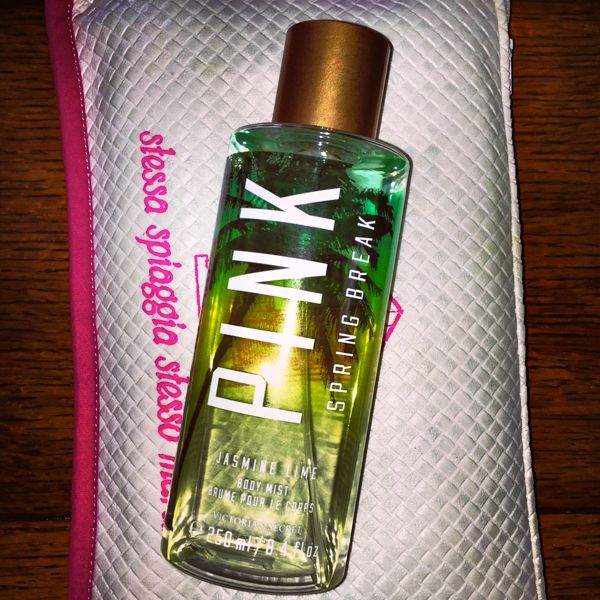 PINK
SPRING BREAK
JASMINE LIME
BODY MIST
BRUME POUR LE CORPS
VICTORIA'S SECRET
250 ml / 8.4 fl oz
stessa spiaggia stesso